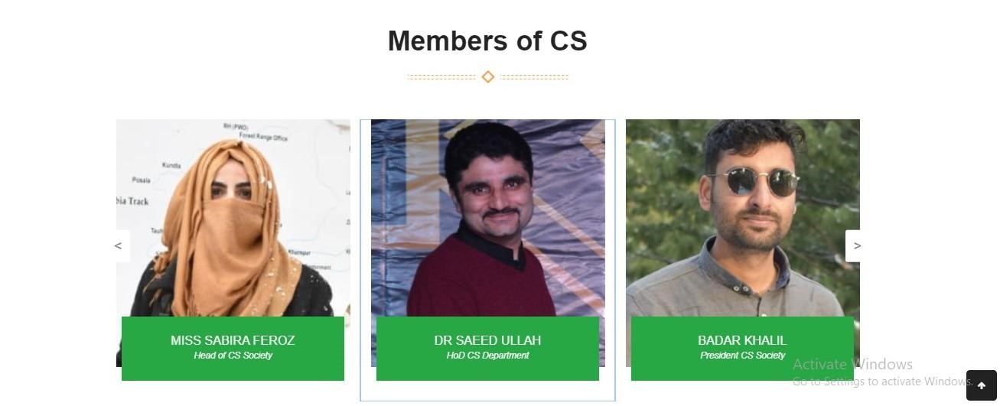 Members of CS
RH (PWD)
Forest Range Office
Kundla
Posala
bia Track
Tauh
Khanpur
<
>
MISS SABIRA FEROZ
Head of CS Society
DR SAEED ULLAH
HoD CS Department
BADAR KHALIL
President CS Society
Activate Windows
Go to Settings to activate Windows.